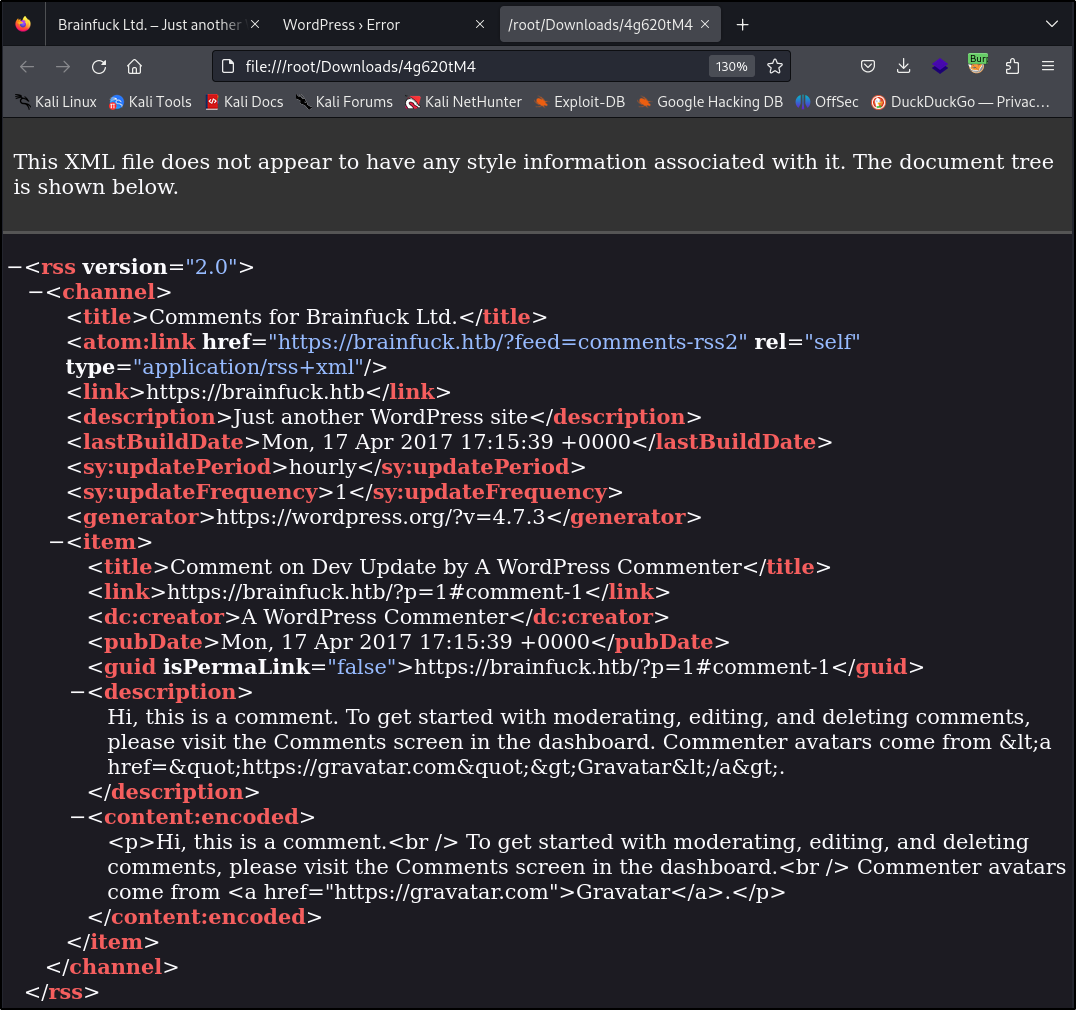 Brainfuck Ltd. – Just another
WordPress › Error
/root/Downloads/4g620tM4
file:///root/Downloads/4g620tM4
130%
Bur
Kali Linux
Kali Tools
Kali Docs
Kali Forums
Kali NetHunter
Exploit-DB
Google Hacking DB
OffSec
DuckDuckGo — Privac…
This XML file does not appear to have any style information associated with it. The document tree
is shown below.
−<rss version="2.0">
−<channel>
<title>Comments for Brainfuck Ltd.</title>
<atom:link href="https://brainfuck.htb/?feed=comments-rss2" rel="self"
type="application/rss+xml"/>
<link>https://brainfuck.htb</link>
<description>Just another WordPress site</description>
<lastBuildDate>Mon, 17 Apr 2017 17:15:39 +0000</lastBuildDate>
<sy:updatePeriod>hourly</sy:updatePeriod>
<sy:updateFrequency>1</sy:updateFrequency>
<generator>https://wordpress.org/?v=4.7.3</generator>
−<item>
<title>Comment on Dev Update by A WordPress Commenter</title>
<link>https://brainfuck.htb/?p=1#comment-1</link>
<dc:creator>A WordPress Commenter</dc:creator>
<pubDate>Mon, 17 Apr 2017 17:15:39 +0000</pubDate>
<guid isPermaLink="false">https://brainfuck.htb/?p=1#comment-1</guid>
−<description>
Hi, this is a comment. To get started with moderating, editing, and deleting comments,
please visit the Comments screen in the dashboard. Commenter avatars come from &lt;a
href=&quot;https://gravatar.com&quot;&gt;Gravatar&lt;/a&gt;.
</description>
−<content:encoded>
<p>Hi, this is a comment.<br /> To get started with moderating, editing, and deleting
comments, please visit the Comments screen in the dashboard.<br /> Commenter avatars
come from <a href="https://gravatar.com">Gravatar</a>.</p>
</content:encoded>
</item>
</channel>
</rss>